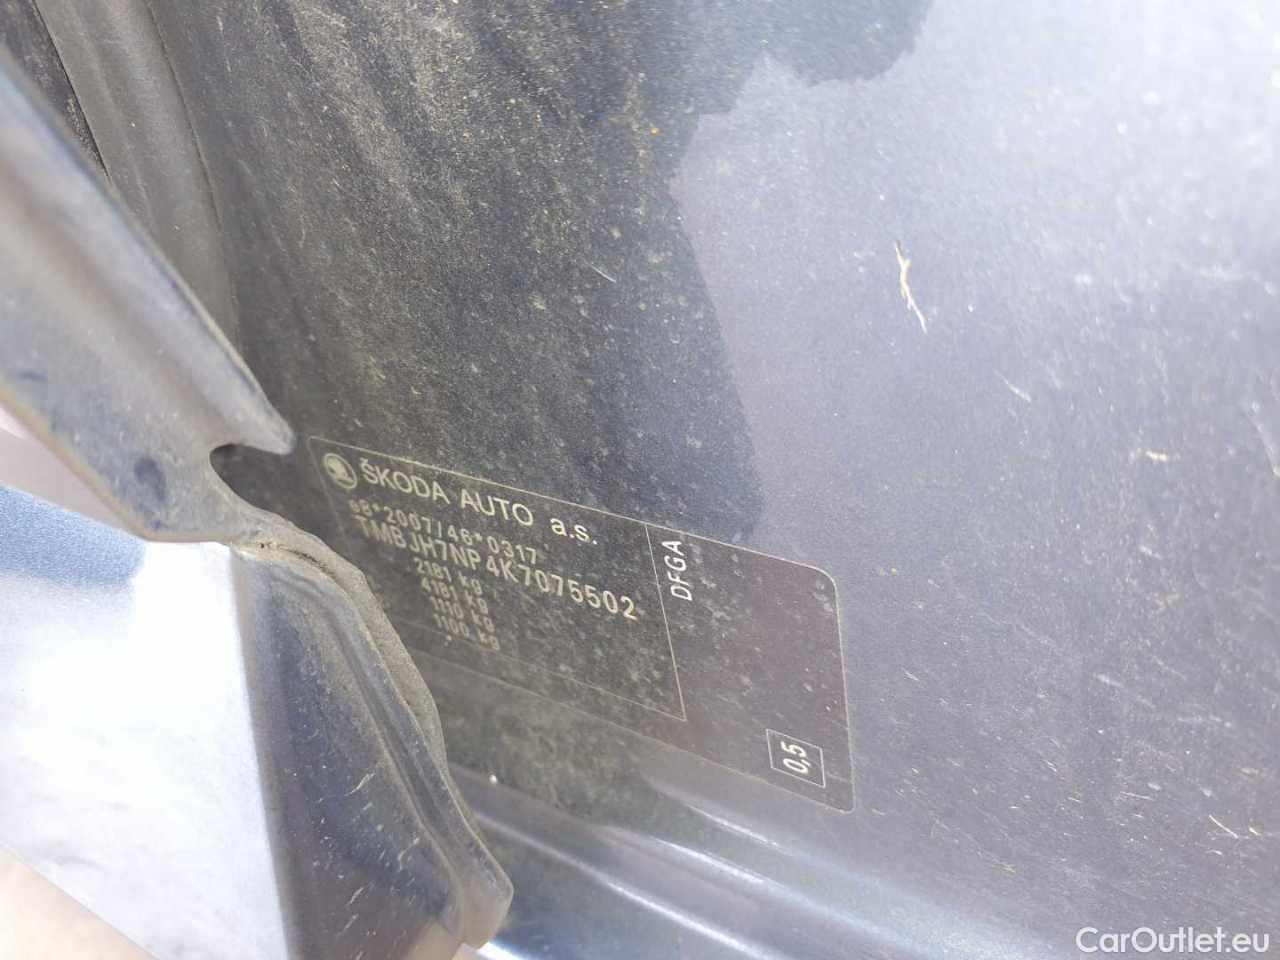 ŠKODA AUTO a.s.
e8*2007/46*0317
TMBJH7NP4K7075502
2181 kg
4181 kg
1110 kg
1100 kg
DFGA
0,5
CarOutlet.eu